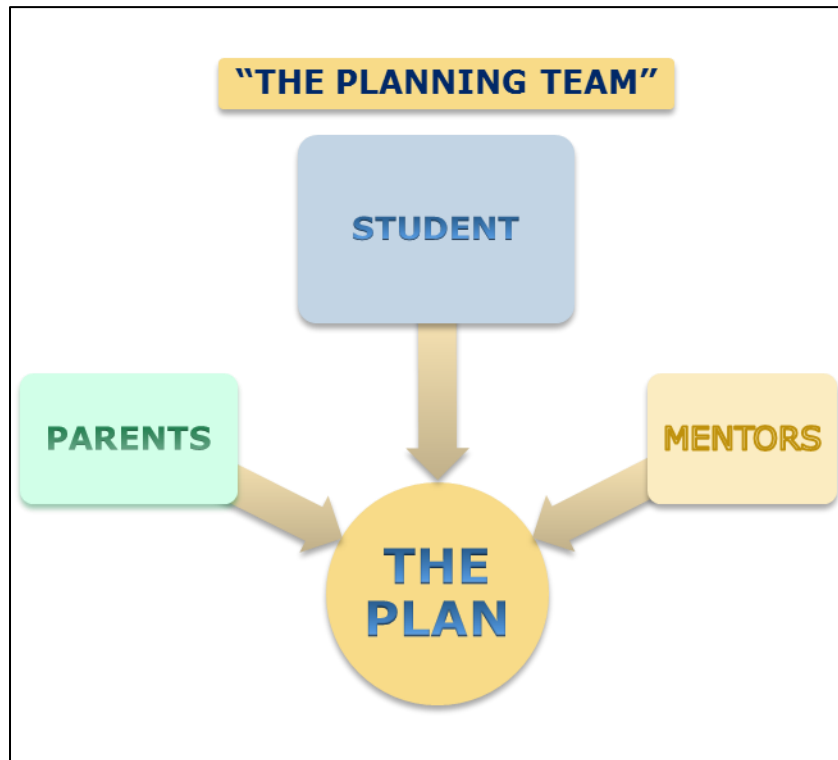 “THE PLANNING TEAM”
STUDENT
PARENTS
MENTORS
THE
PLAN